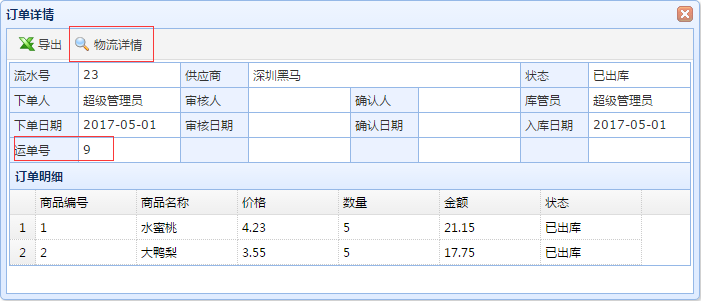 订单详情
导出 物流详情
流水号 23 供应商 深圳黑马 状态 已出库
下单人 超级管理员 审核人 确认人 库管员 超级管理员
下单日期 2017-05-01 审核日期 确认日期 入库日期 2017-05-01
运单号 9
订单明细
商品编号 商品名称 价格 数量 金额 状态
1 1 水蜜桃 4.23 5 21.15 已出库
2 2 大鸭梨 3.55 5 17.75 已出库